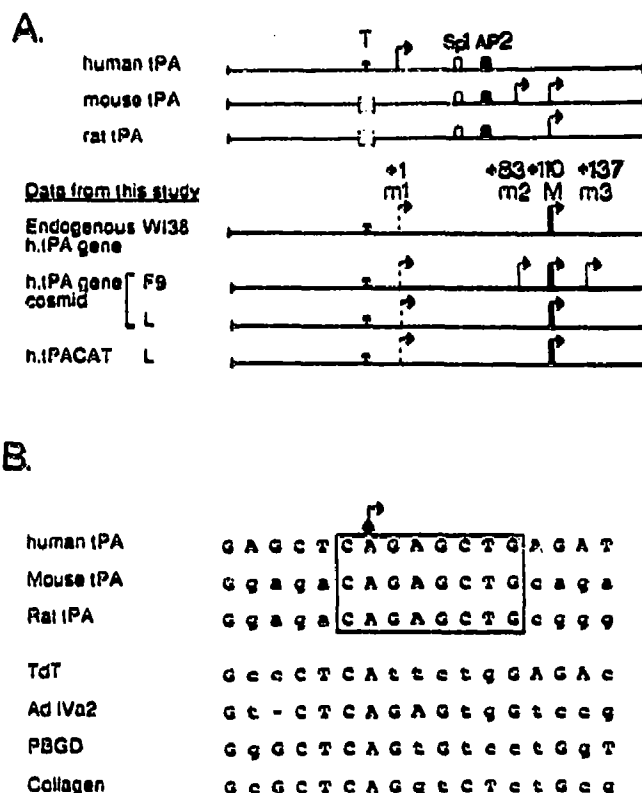 A.
T Sp1 AP2
human tPA
mouse tPA
rat tPA
+1 +83 +110 +137
m1 m2 M m3
Data from this study
Endogenous WI38
h.tPA gene
T
h.tPA gene F9
cosmid
T
L
T
h.tPACAT L
T
B.
human tPA G A G C T C A G A G C T G A G A T
Mouse tPA G g a g a C A G A G C T G c a g a
Rat tPA G g a g a C A G A G C T G c g g g
TdT G c c C T C A t t c t g G A G A c
Ad IVa2 G t - C T C A G A G t g G t c c g
PBGD G g G C T C A G t G t c c t G g T
Collagen G c G C T C A G g t C T c t G c g